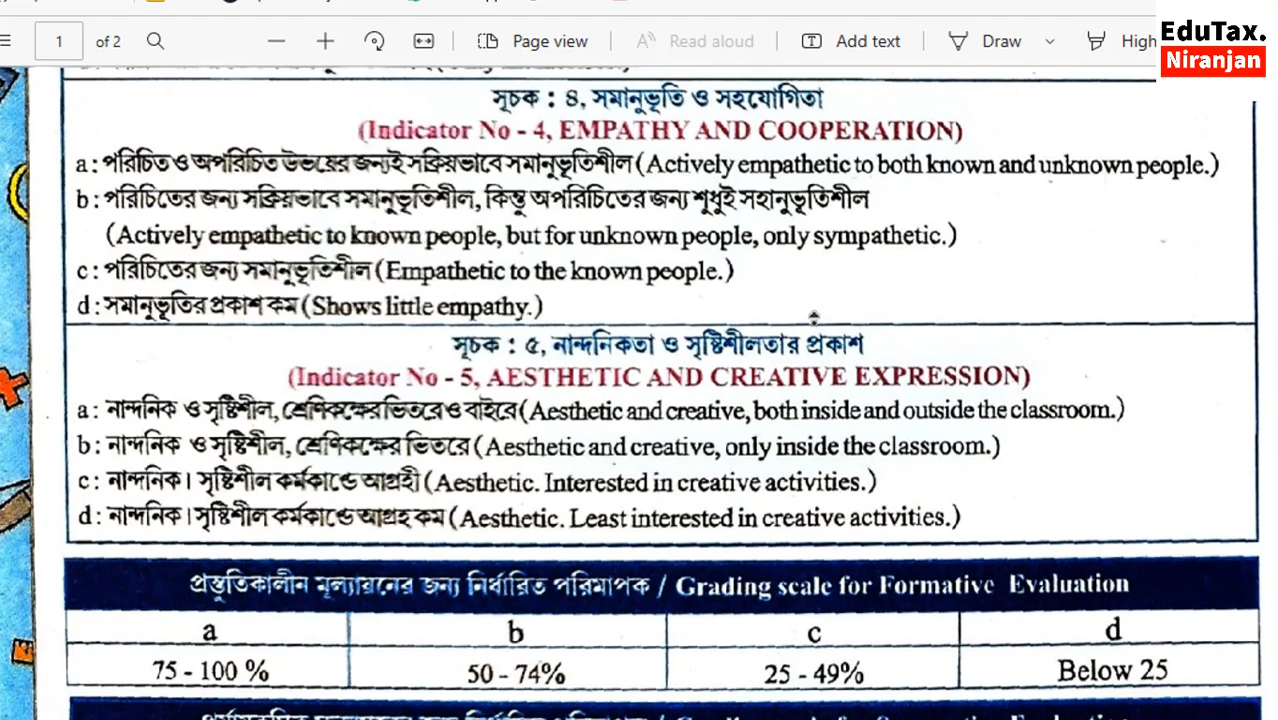 1 of 2 Page view Read aloud Add text Draw High
EduTax.
Niranjan
সূচক : ৪, সমানুভূতি ও সহযোগিতা
(Indicator No - 4, EMPATHY AND COOPERATION)
a : পরিচিত ও অপরিচিত উভয়ের জন্যই সক্রিয়ভাবে সমানুভূতিশীল (Actively empathetic to both known and unknown people.)
b : পরিচিতের জন্য সক্রিয়ভাবে সমানুভূতিশীল, কিন্তু অপরিচিতের জন্য শুধুই সহানুভূতিশীল
(Actively empathetic to known people, but for unknown people, only sympathetic.)
c : পরিচিতের জন্য সমানুভূতিশীল (Empathetic to the known people.)
d : সমানুভূতির প্রকাশ কম (Shows little empathy.)
সূচক : ৫, নান্দনিকতা ও সৃষ্টিশীলতার প্রকাশ
(Indicator No - 5, AESTHETIC AND CREATIVE EXPRESSION)
a : নান্দনিক ও সৃষ্টিশীল, শ্রেণিকক্ষের ভিতরে ও বাইরে (Aesthetic and creative, both inside and outside the classroom.)
b : নান্দনিক ও সৃষ্টিশীল, শ্রেণিকক্ষের ভিতরে (Aesthetic and creative, only inside the classroom.)
c : নান্দনিক। সৃষ্টিশীল কর্মকাণ্ডে আগ্রহী (Aesthetic. Interested in creative activities.)
d : নান্দনিক। সৃষ্টিশীল কর্মকাণ্ডে আগ্রহ কম (Aesthetic. Least interested in creative activities.)
প্রস্তুতিকালীন মূল্যায়নের জন্য নির্ধারিত পরিমাপক / Grading scale for Formative Evaluation
a b c d
75 - 100 % 50 - 74% 25 - 49% Below 25